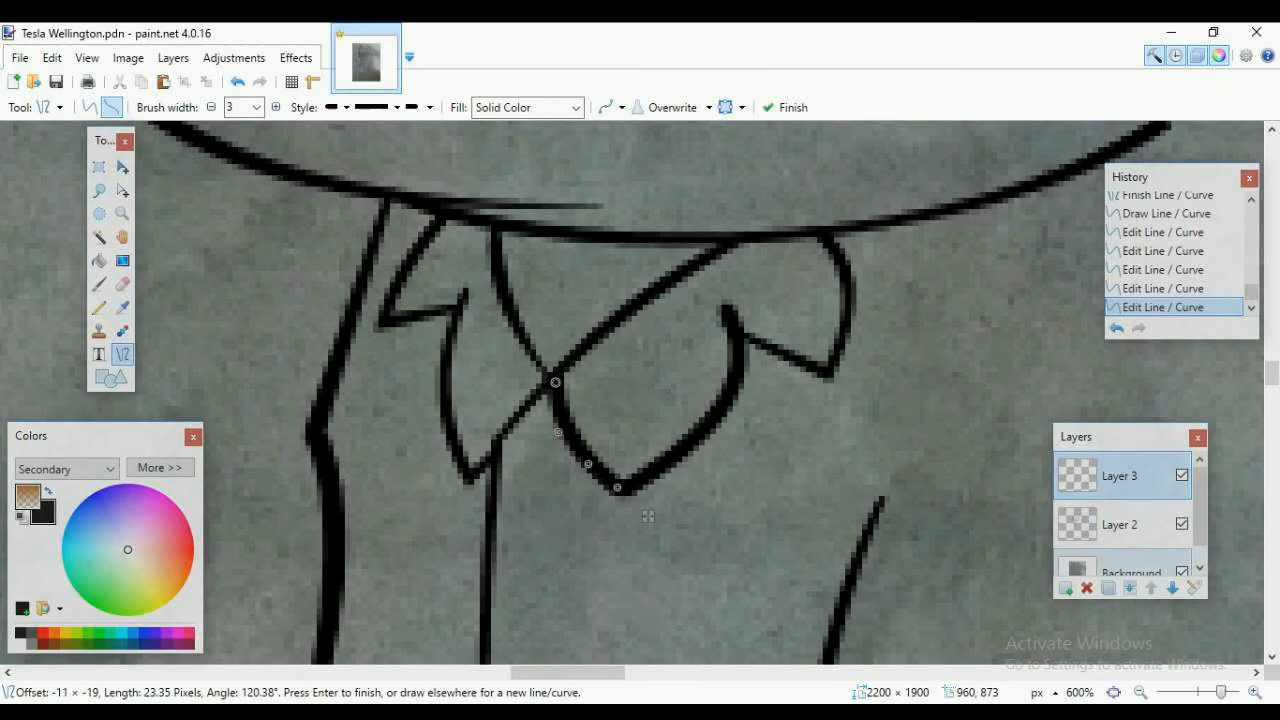 Tesla Wellington.pdn - paint.net 4.0.16
File Edit View Image Layers Adjustments Effects
Tool: Brush width: 3 Style: Fill: Solid Color Overwrite Finish
To...
History
Finish Line / Curve
Draw Line / Curve
Edit Line / Curve
Edit Line / Curve
Edit Line / Curve
Edit Line / Curve
Edit Line / Curve
T
Colors
Secondary More >>
Layers
Layer 3
Layer 2
Background
Activate Windows
Go to Settings to activate Windows.
Offset: -11 × -19, Length: 23.35 Pixels, Angle: 120.38°. Press Enter to finish, or draw elsewhere for a new line/curve. 2200 × 1900 960, 873 px 600%